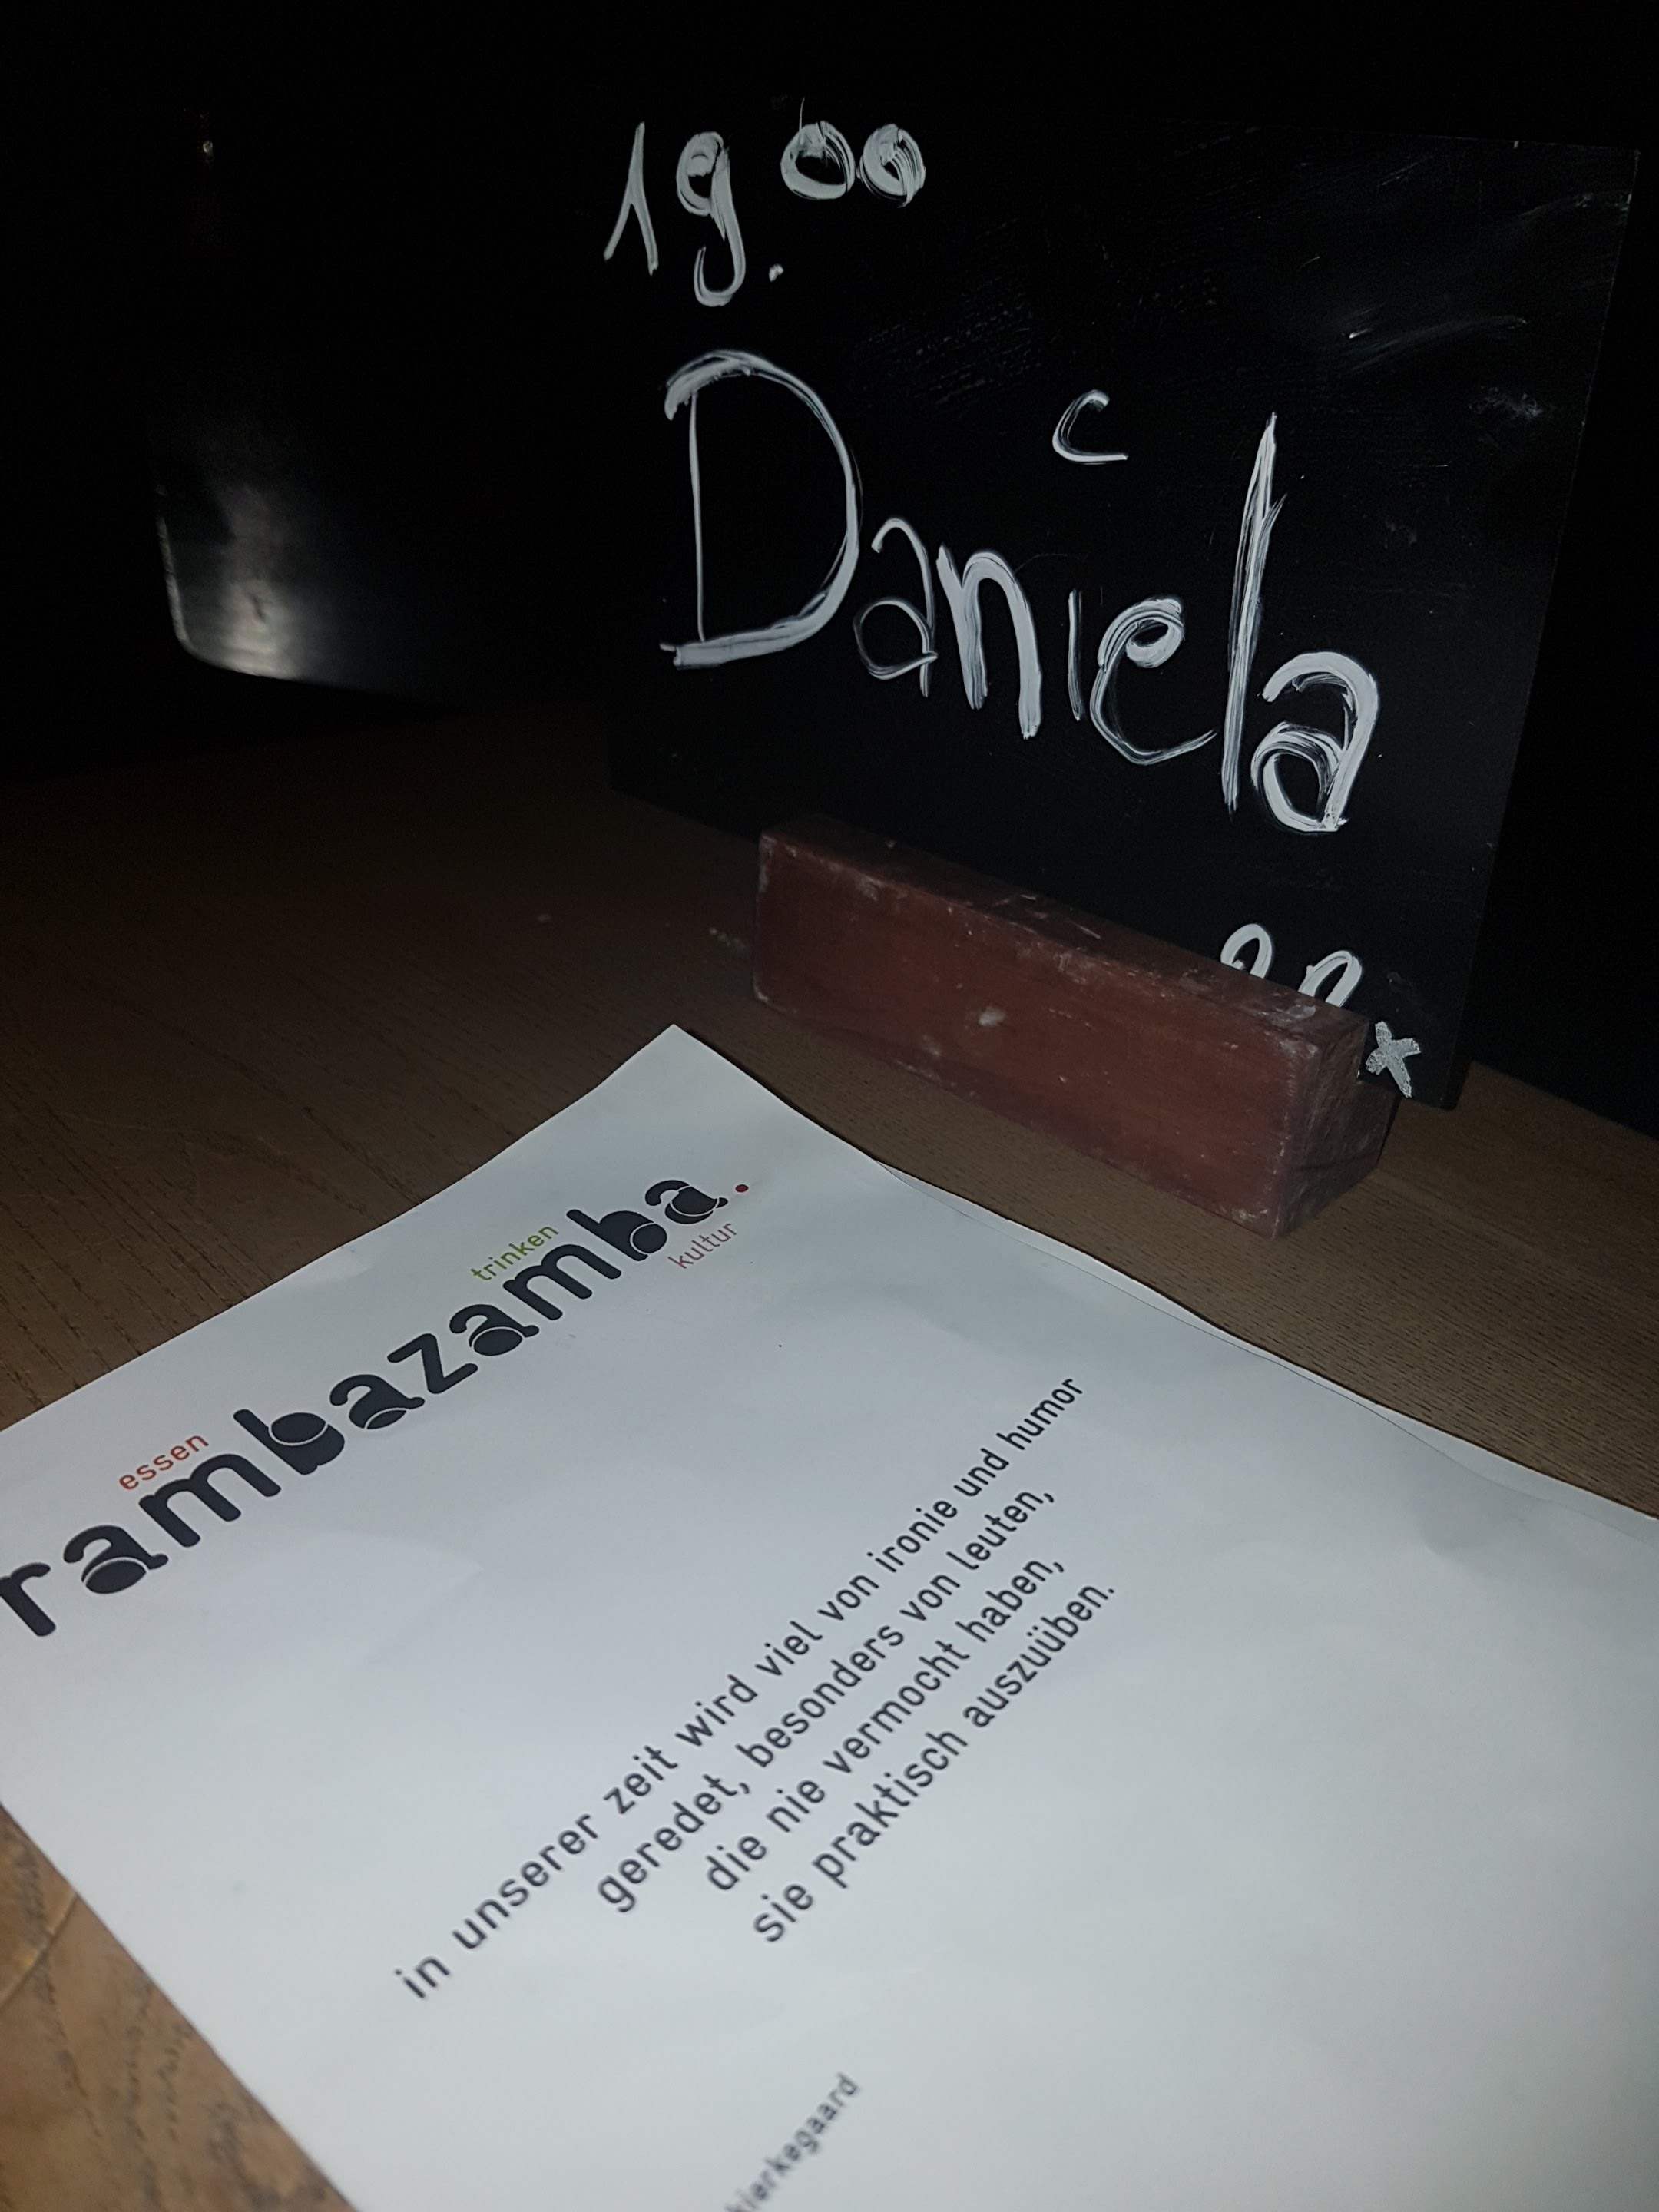 19.00
Daniela
essen
trinken
rambazamba.
kultur
in unserer zeit wird viel von ironie und humor
geredet, besonders von leuten,
die nie vermocht haben,
sie praktisch auszuüben.
kierkegaard